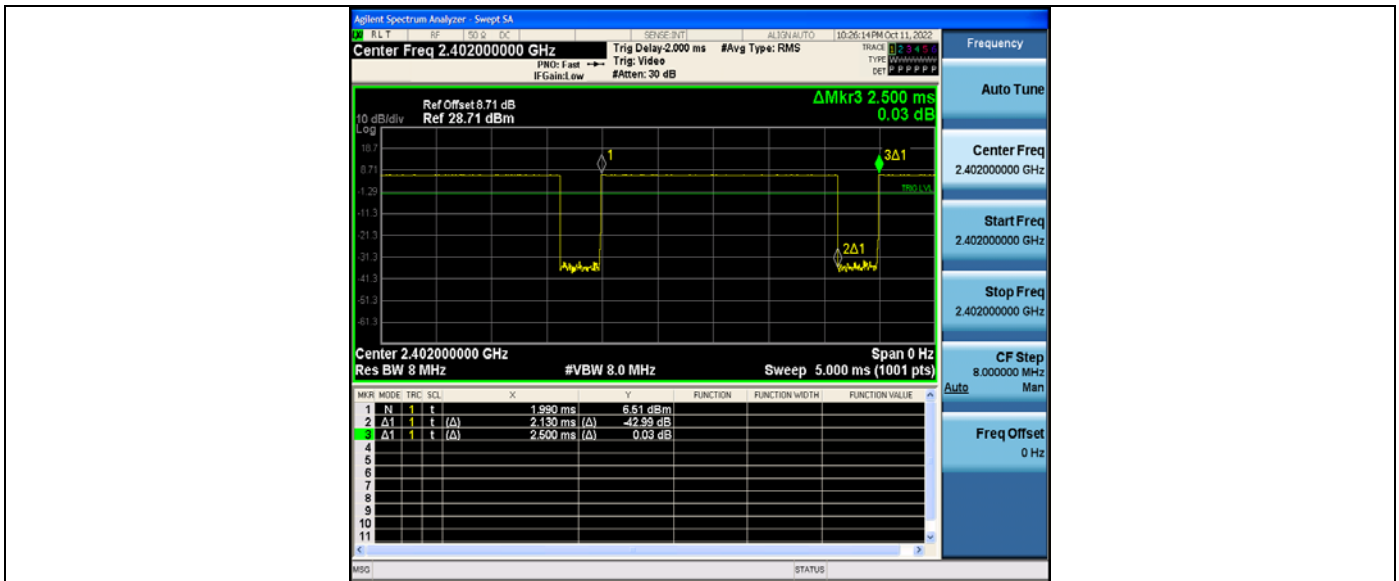 Agilent Spectrum Analyzer - Swept SA
RL T RF 50 Ω DC SENSE:INT ALIGN AUTO 10:26:14 PM Oct 11, 2022
Center Freq 2.402000000 GHz
PNO: Fast
IFGain:Low
Trig Delay-2.000 ms
Trig: Video
#Atten: 30 dB
#Avg Type: RMS
TRACE 1 2 3 4 5 6
TYPE
DET P P P P P P
ΔMkr3 2.500 ms
0.03 dB
Ref Offset 8.71 dB
10 dB/div Ref 28.71 dBm
Log
18.7
8.71
-1.29
-11.3
-21.3
-31.3
-41.3
-51.3
-61.3
1
3Δ1
TRIG LVL
2Δ1
Center 2.402000000 GHz Span 0 Hz
Res BW 8 MHz #VBW 8.0 MHz Sweep 5.000 ms (1001 pts)
MKR MODE TRC SCL X Y FUNCTION FUNCTION WIDTH FUNCTION VALUE
1 N 1 t 1.990 ms 6.51 dBm
2 Δ1 1 t (Δ) 2.130 ms (Δ) -42.99 dB
3 Δ1 1 t (Δ) 2.500 ms (Δ) 0.03 dB
4
5
6
7
8
9
10
11
MSG STATUS
Frequency
Auto Tune
Center Freq
2.402000000 GHz
Start Freq
2.402000000 GHz
Stop Freq
2.402000000 GHz
CF Step
8.000000 MHz
Auto Man
Freq Offset
0 Hz